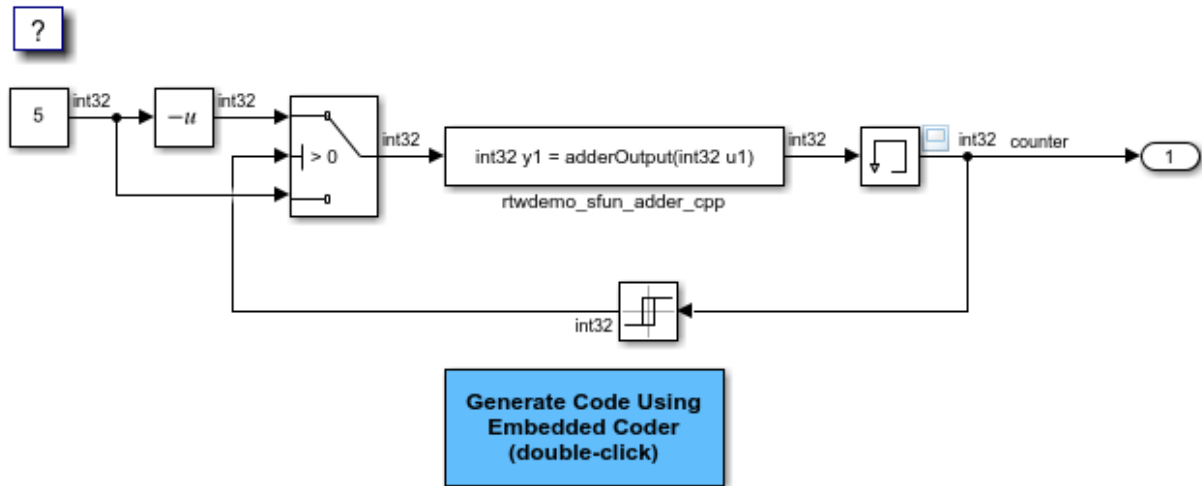 ?
5
int32
−u
int32
> 0
int32
int32 y1 = adderOutput(int32 u1)
rtwdemo_sfun_adder_cpp
int32
int32
counter
1
int32
Generate Code Using
Embedded Coder
(double-click)